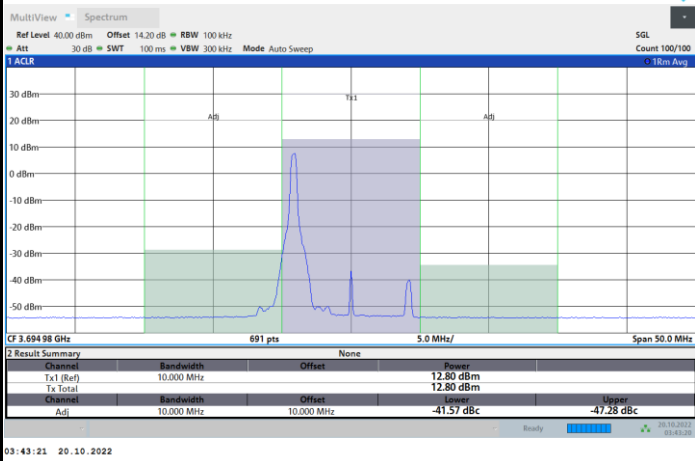 MultiView Spectrum
Ref Level 40.00 dBm Offset 14.20 dB RBW 100 kHz SGL
Att 30 dB SWT 100 ms VBW 300 kHz Mode Auto Sweep Count 100/100
1 ACLR 1Rm Avg
30 dBm
Tx1
20 dBm
Adj Adj
10 dBm
0 dBm
-10 dBm
-20 dBm
-30 dBm
-40 dBm
-50 dBm
CF 3.694 98 GHz 691 pts 5.0 MHz/ Span 50.0 MHz
2 Result Summary None
Channel Bandwidth Offset Power
Tx1 (Ref) 10.000 MHz 12.80 dBm
Tx Total 12.80 dBm
Channel Bandwidth Offset Lower Upper
Adj 10.000 MHz 10.000 MHz -41.57 dBc -47.28 dBc
Ready 20.10.2022
03:43:20
03:43:21 20.10.2022